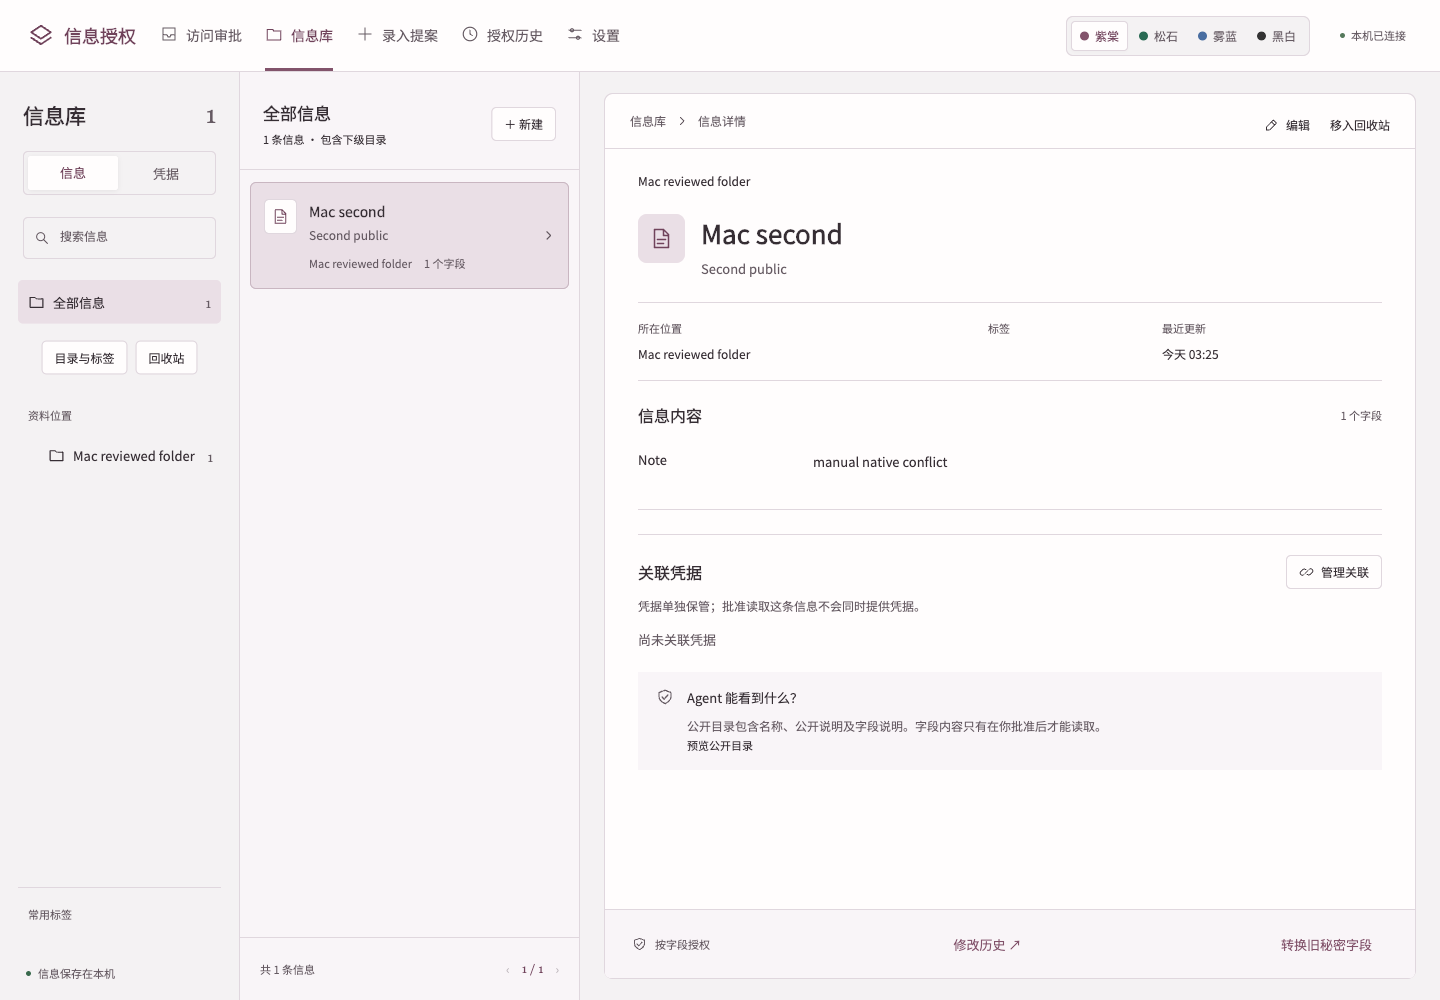 信息授权
访问审批
信息库
录入提案
授权历史
设置
紫棠
松石
雾蓝
黑白
本机已连接
信息库
1
信息
凭据
搜索信息
全部信息
1
目录与标签
回收站
资料位置
Mac reviewed folder
1
常用标签
信息保存在本机
全部信息
1 条信息 · 包含下级目录
新建
Mac second
Second public
Mac reviewed folder 1 个字段
共 1 条信息
‹ 1 / 1 ›
信息库 > 信息详情
编辑
移入回收站
Mac reviewed folder
Mac second
Second public
所在位置
标签
最近更新
Mac reviewed folder
今天 03:25
信息内容
1 个字段
Note
manual native conflict
关联凭据
管理关联
凭据单独保管；批准读取这条信息不会同时提供凭据。
尚未关联凭据
Agent 能看到什么？
公开目录包含名称、公开说明及字段说明。字段内容只有在你批准后才能读取。
预览公开目录
按字段授权
修改历史 ↗
转换旧秘密字段